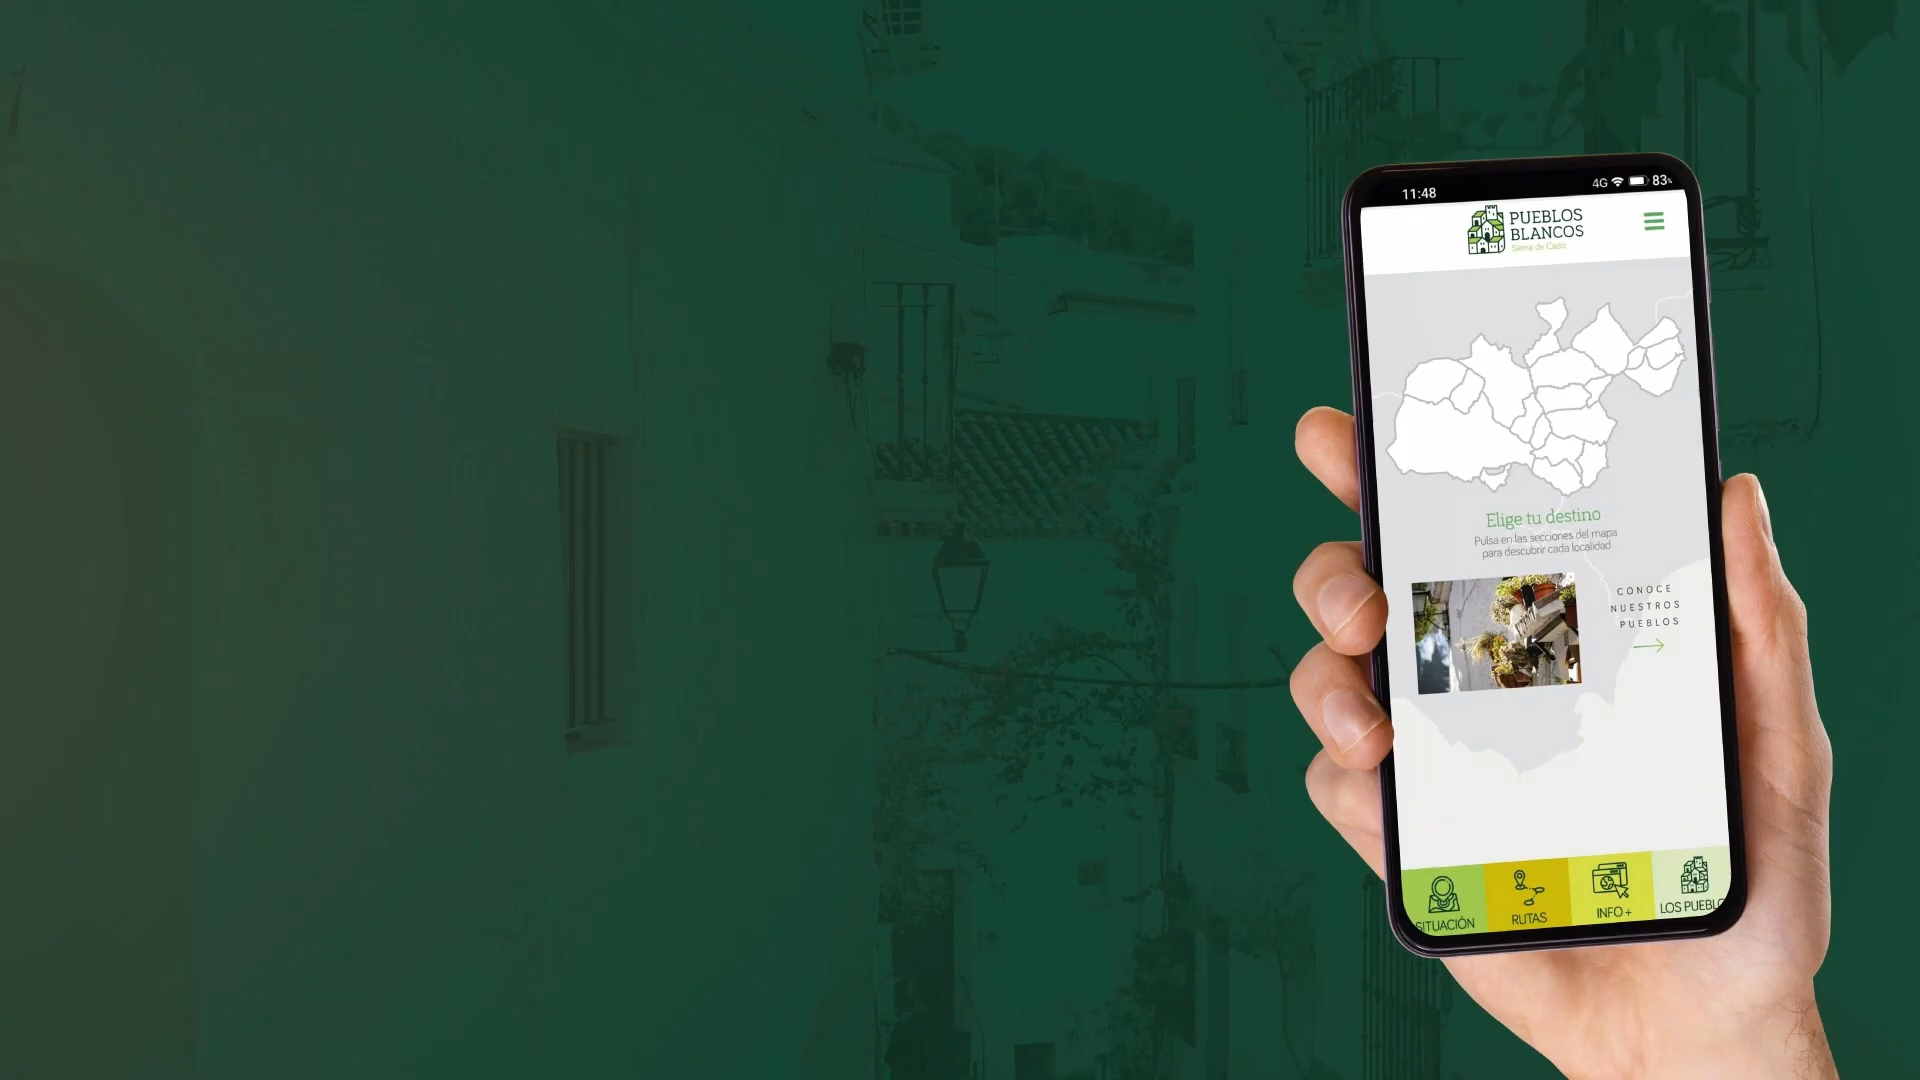 11:48
4G 83%
PUEBLOS
BLANCOS
Sierra de Cádiz
Elige tu destino
Pulsa en las secciones del mapa
para descubrir cada localidad
CONOCE
NUESTROS
PUEBLOS
SITUACIÓN
RUTAS
INFO +
LOS PUEBLO